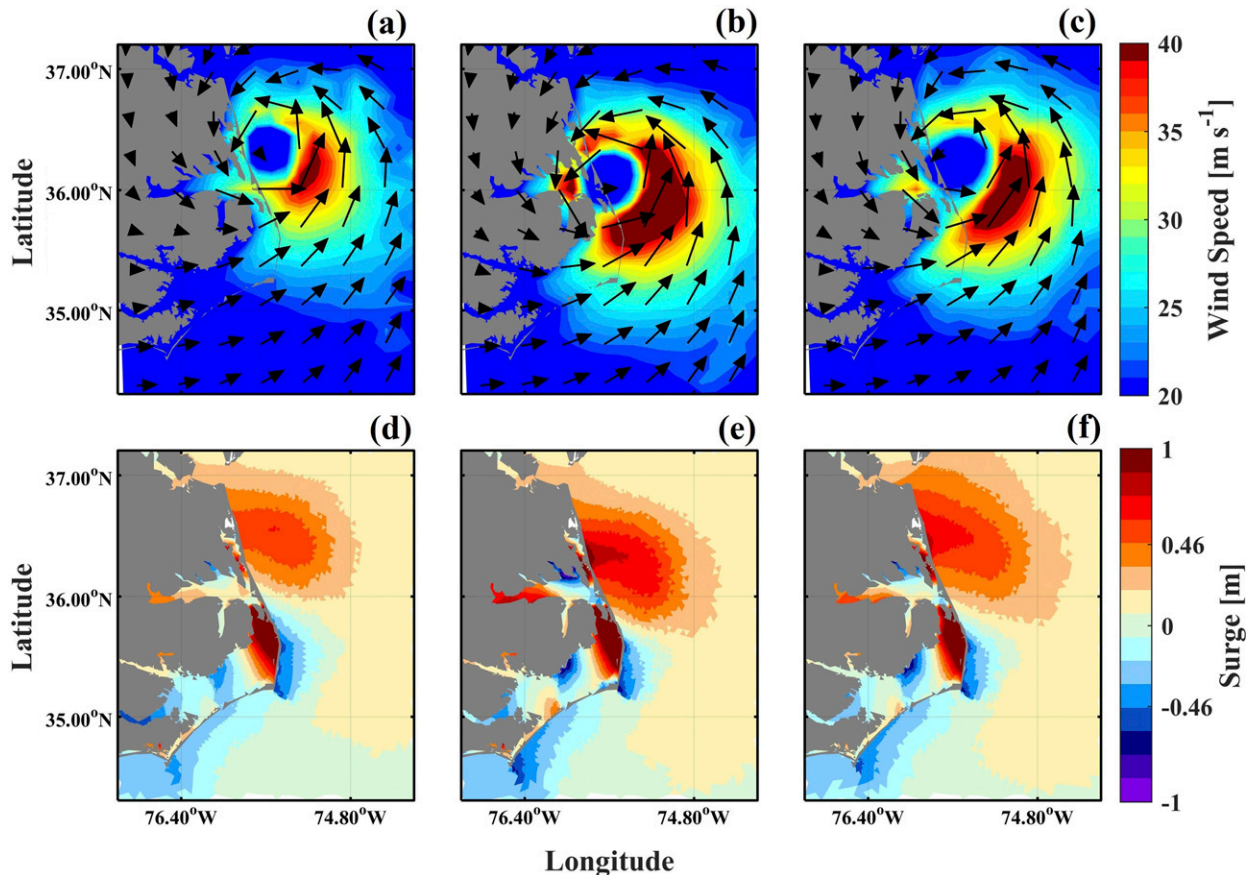 (a)
(b)
(c)
37.00°N
36.00°N
35.00°N
Latitude
40
35
30
25
20
Wind Speed [m s⁻¹]
(d)
(e)
(f)
37.00°N
36.00°N
35.00°N
Latitude
1
0.46
0
-0.46
-1
Surge [m]
76.40°W 74.80°W 76.40°W 74.80°W 76.40°W 74.80°W
Longitude